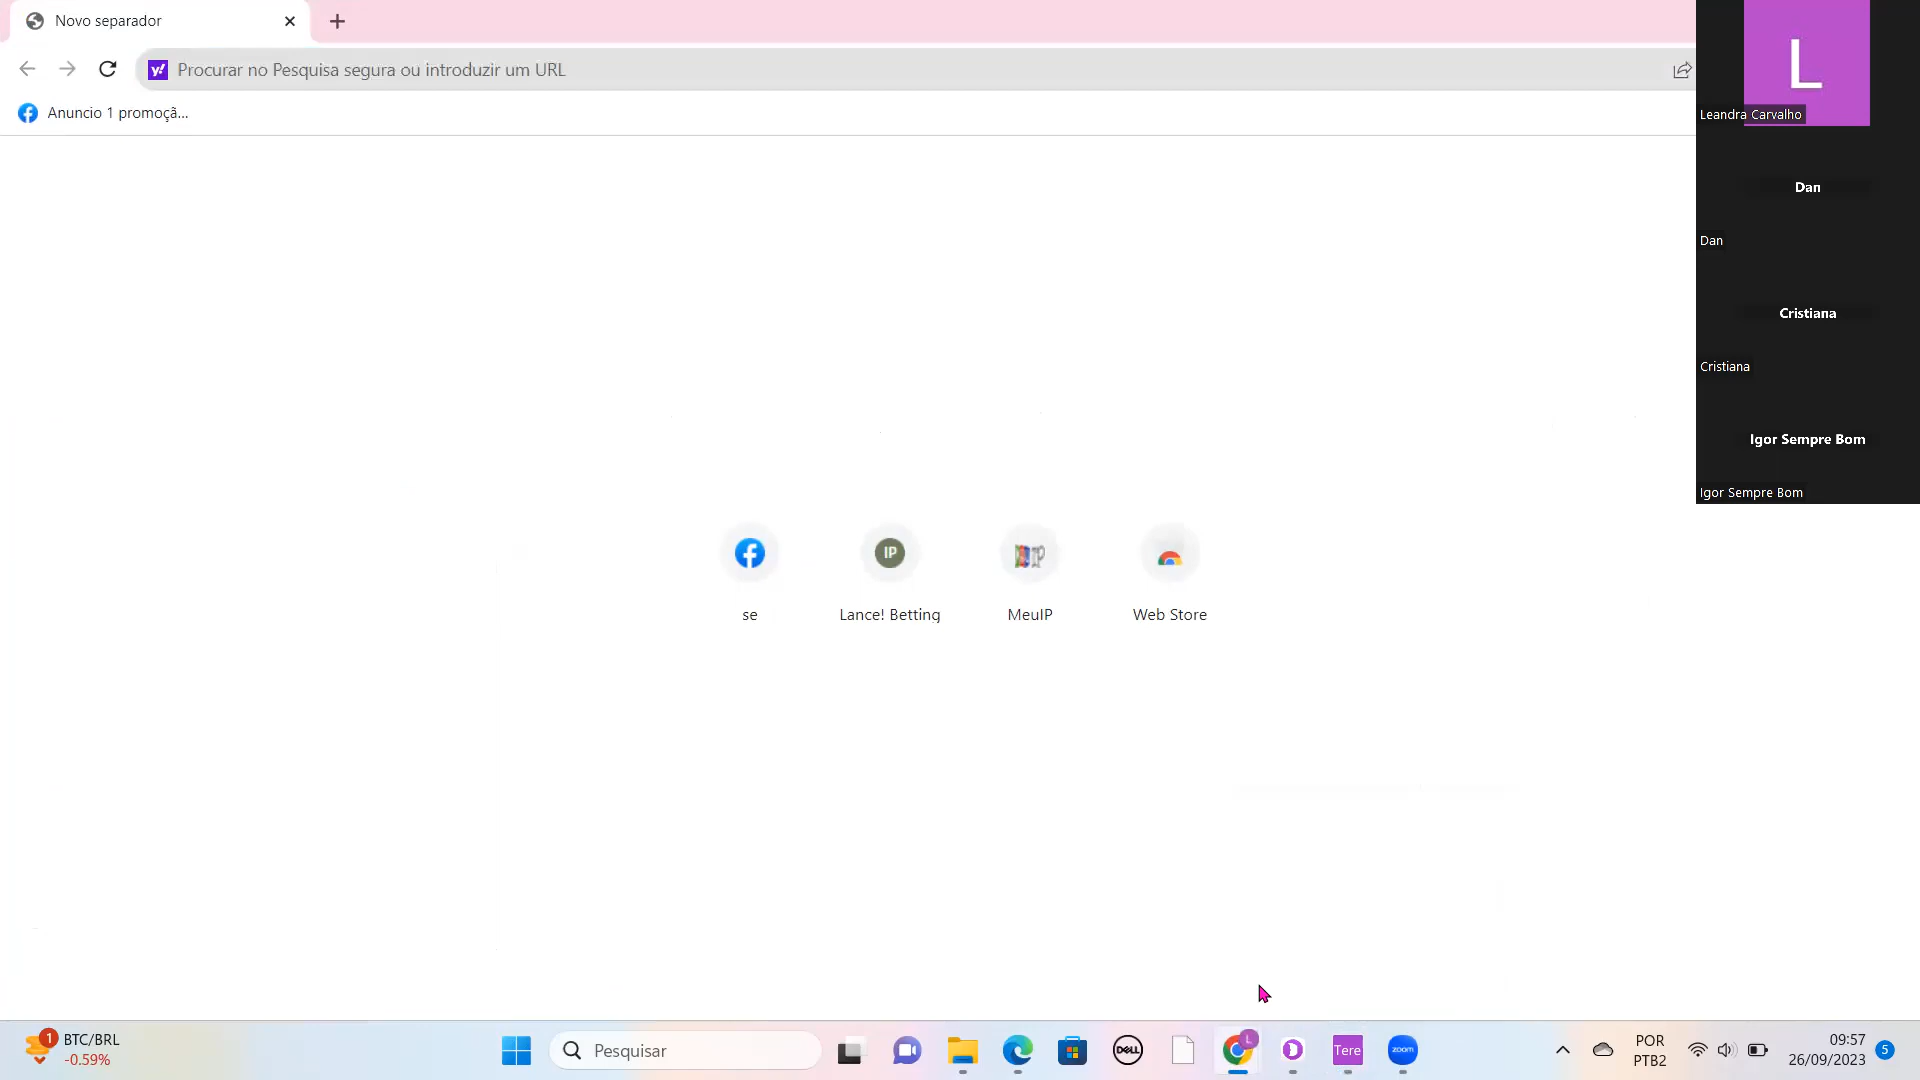 Novo separador
y!
Procurar no Pesquisa segura ou introduzir um URL
Anuncio 1 promoçã...
L
Leandra Carvalho
Dan
Dan
Cristiana
Cristiana
Igor Sempre Bom
Igor Sempre Bom
IP
se
Lance! Betting
MeuIP
Web Store
1
BTC/BRL
-0.59%
Pesquisar
DELL
L
Tere
zoom
POR
PTB2
09:57
26/09/2023
5